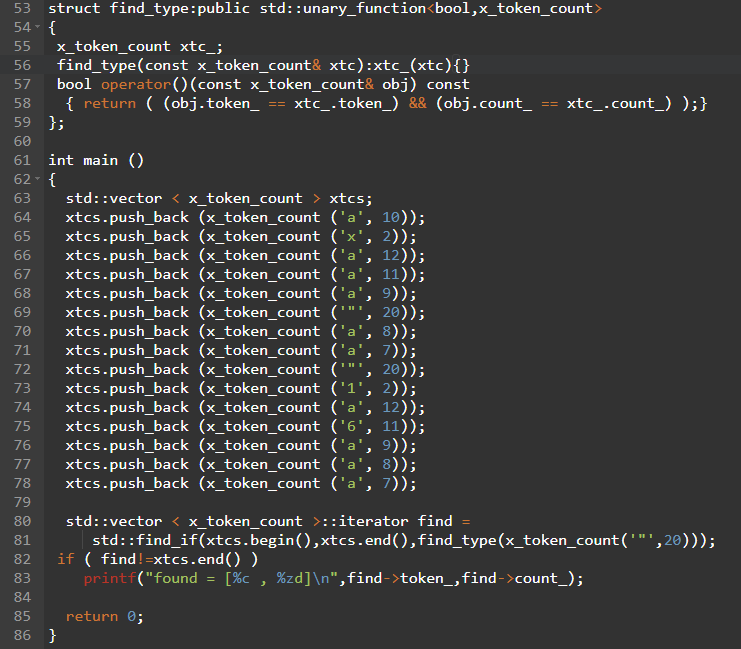 53 struct find_type:public std::unary_function<bool,x_token_count>
54 {
55 x_token_count xtc_;
56 find_type(const x_token_count& xtc):xtc_(xtc){}
57 bool operator()(const x_token_count& obj) const
58 { return ( (obj.token_ == xtc_.token_) && (obj.count_ == xtc_.count_) );}
59 };
60
61 int main ()
62 {
63 std::vector < x_token_count > xtcs;
64 xtcs.push_back (x_token_count ('a', 10));
65 xtcs.push_back (x_token_count ('x', 2));
66 xtcs.push_back (x_token_count ('a', 12));
67 xtcs.push_back (x_token_count ('a', 11));
68 xtcs.push_back (x_token_count ('a', 9));
69 xtcs.push_back (x_token_count ('"', 20));
70 xtcs.push_back (x_token_count ('a', 8));
71 xtcs.push_back (x_token_count ('a', 7));
72 xtcs.push_back (x_token_count ('"', 20));
73 xtcs.push_back (x_token_count ('1', 2));
74 xtcs.push_back (x_token_count ('a', 12));
75 xtcs.push_back (x_token_count ('6', 11));
76 xtcs.push_back (x_token_count ('a', 9));
77 xtcs.push_back (x_token_count ('a', 8));
78 xtcs.push_back (x_token_count ('a', 7));
79
80 std::vector < x_token_count >::iterator find =
81 std::find_if(xtcs.begin(),xtcs.end(),find_type(x_token_count('"',20)));
82 if ( find!=xtcs.end() )
83 printf("found = [%c , %zd]\n",find->token_,find->count_);
84
85 return 0;
86 }